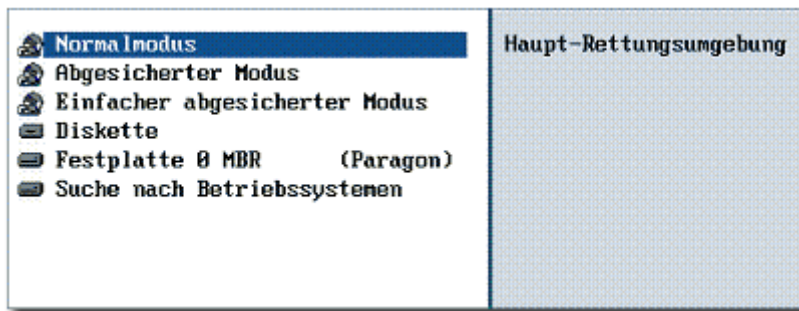 Normalmodus
Abgesicherter Modus
Einfacher abgesicherter Modus
Diskette
Festplatte 0 MBR (Paragon)
Suche nach Betriebssystemen
Haupt-Rettungsumgebung